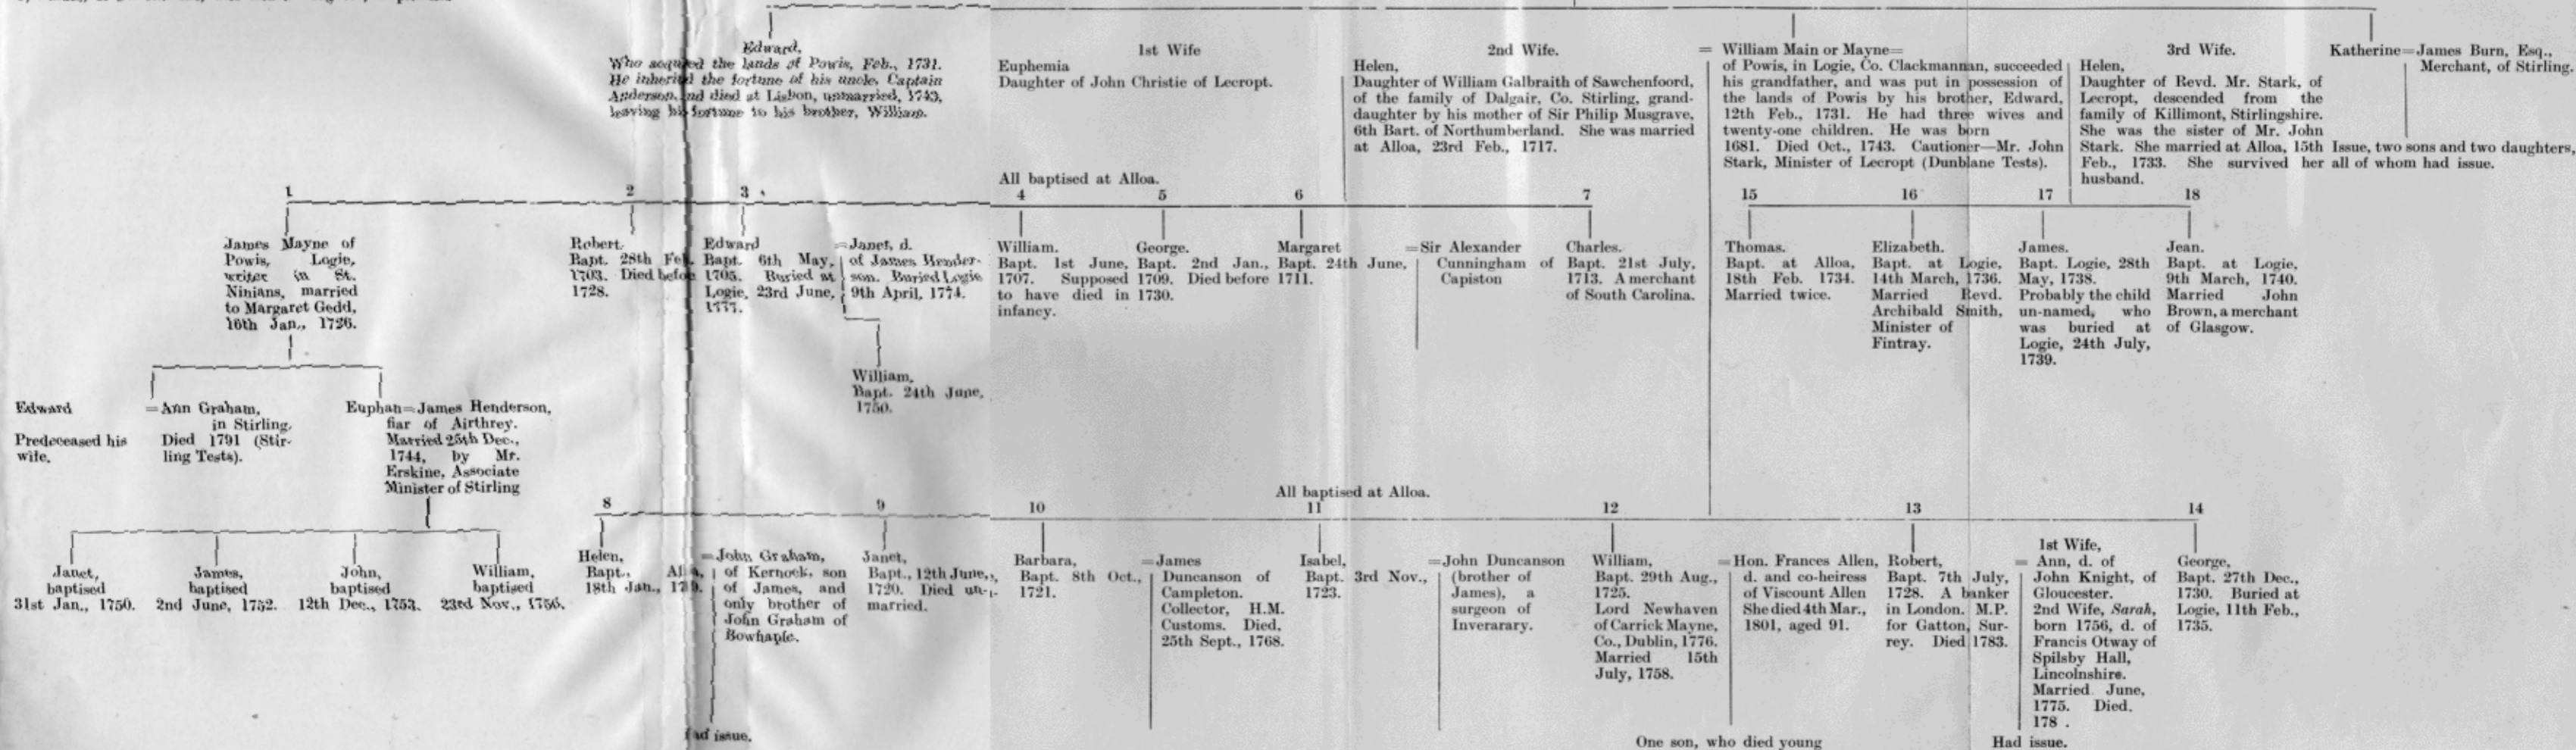 Edward,
Who acquired the lands of Powis, Feb., 1731.
He inherited the fortune of his uncle, Captain
Anderson, and died at Lisbon, unmarried, 1743,
leaving his fortune to his brother, William.
1st Wife
Euphemia
Daughter of John Christie of Lecropt.
2nd Wife.
Helen,
Daughter of William Galbraith of Sawchenfoord,
of the family of Dalgair, Co. Stirling, grand-
daughter by his mother of Sir Philip Musgrave,
6th Bart. of Northumberland. She was married
at Alloa, 23rd Feb., 1717.
= William Main or Mayne=
of Powis, in Logie, Co. Clackmannan, succeeded
his grandfather, and was put in possession of
the lands of Powis by his brother, Edward,
12th Feb., 1731. He had three wives and
twenty-one children. He was born
1681. Died Oct., 1743. Cautioner—Mr. John
Stark, Minister of Lecropt (Dunblane Tests).
3rd Wife.
Helen,
Daughter of Revd. Mr. Stark, of
Lecropt, descended from the
family of Killimont, Stirlingshire.
She was the sister of Mr. John
Stark. She married at Alloa, 15th
Feb., 1733. She survived her
husband.
Katherine=James Burn, Esq.,
Merchant, of Stirling.
Issue, two sons and two daughters,
all of whom had issue.
All baptised at Alloa.
1 2 3 4 5 6 7 15 16 17 18
James Mayne of
Powis, Logie,
writer in St.
Ninians, married
to Margaret Gedd,
16th Jan., 1726.
Robert.
Bapt. 28th Feb.
1703. Died before
1728.
Edward
Bapt. 6th May,
1705. Buried at
Logie, 23rd June,
1777.
=Janet, d.
of James Hender-
son. Buried Logie
9th April, 1774.
William.
Bapt. 1st June,
1707. Supposed
to have died in
infancy.
George.
Bapt. 2nd Jan.,
1709. Died before
1730.
Margaret
Bapt. 24th June,
1711.
=Sir Alexander
Cunningham of
Capiston
Charles.
Bapt. 21st July,
1713. A merchant
of South Carolina.
Thomas.
Bapt. at Alloa,
18th Feb. 1734.
Married twice.
Elizabeth.
Bapt. at Logie,
14th March, 1736.
Married Revd.
Archibald Smith,
Minister of
Fintray.
James.
Bapt. Logie, 28th
May, 1738.
Probably the child
un-named, who
was buried at
Logie, 24th July,
1739.
Jean.
Bapt. at Logie,
9th March, 1740.
Married John
Brown, a merchant
of Glasgow.
William,
Bapt. 24th June,
1750.
Edward
Predeceased his
wife.
=Ann Graham,
in Stirling.
Died 1791 (Stir-
ling Tests).
Euphan=James Henderson,
fiar of Airthrey.
Married 25th Dec.,
1744, by Mr.
Erskine, Associate
Minister of Stirling
All baptised at Alloa.
8 9 10 11 12 13 14
Janet,
baptised
31st Jan., 1750.
James,
baptised
2nd June, 1752.
John,
baptised
12th Dec., 1753.
William,
baptised
23rd Nov., 1756.
Helen,
Bapt.,
18th Jan.,
=John Graham,
of Kernock, son
of James, and
only brother of
John Graham of
Bowhaple.
Janet,
Bapt., 12th June,
1720. Died un-
married.
Barbara,
Bapt. 8th Oct.,
1721.
=James
Duncanson of
Campleton.
Collector, H.M.
Customs. Died,
25th Sept., 1768.
Isabel,
Bapt. 3rd Nov.,
1723.
=John Duncanson
(brother of
James), a
surgeon of
Inverarary.
William,
Bapt. 29th Aug.,
1725.
Lord Newhaven
of Carrick Mayne,
Co., Dublin, 1776.
Married 15th
July, 1758.
=Hon. Frances Allen,
d. and co-heiress
of Viscount Allen
She died 4th Mar.,
1801, aged 91.
Robert,
Bapt. 7th July,
1728. A banker
in London. M.P.
for Gatton, Sur-
rey. Died 1783.
1st Wife,
= Ann, d. of
John Knight, of
Gloucester.
2nd Wife, Sarah,
born 1756, d. of
Francis Otway of
Spilsby Hall,
Lincolnshire.
Married June,
1775. Died.
178 .
George,
Bapt. 27th Dec.,
1730. Buried at
Logie, 11th Feb.,
1735.
Had issue.
One son, who died young
Had issue.